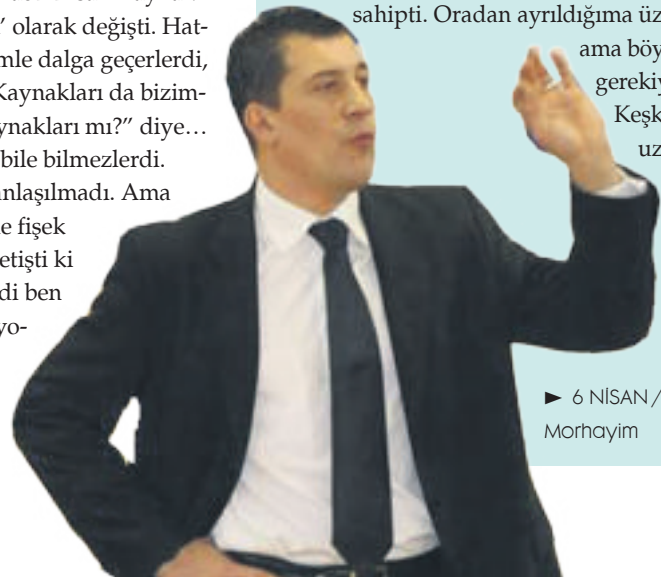 ’ olarak değişti. Hat-
mle dalga geçerlerdi,
Kaynakları da bizim-
ynakları mı?” diye…
bile bilmezlerdi.
anlaşılmadı. Ama
e fişek
etişti ki
di ben
yo-
sahipti. Oradan ayrıldığıma üz
ama böy
gerekiy
Keşk
uz
► 6 NİSAN /
Morhayim